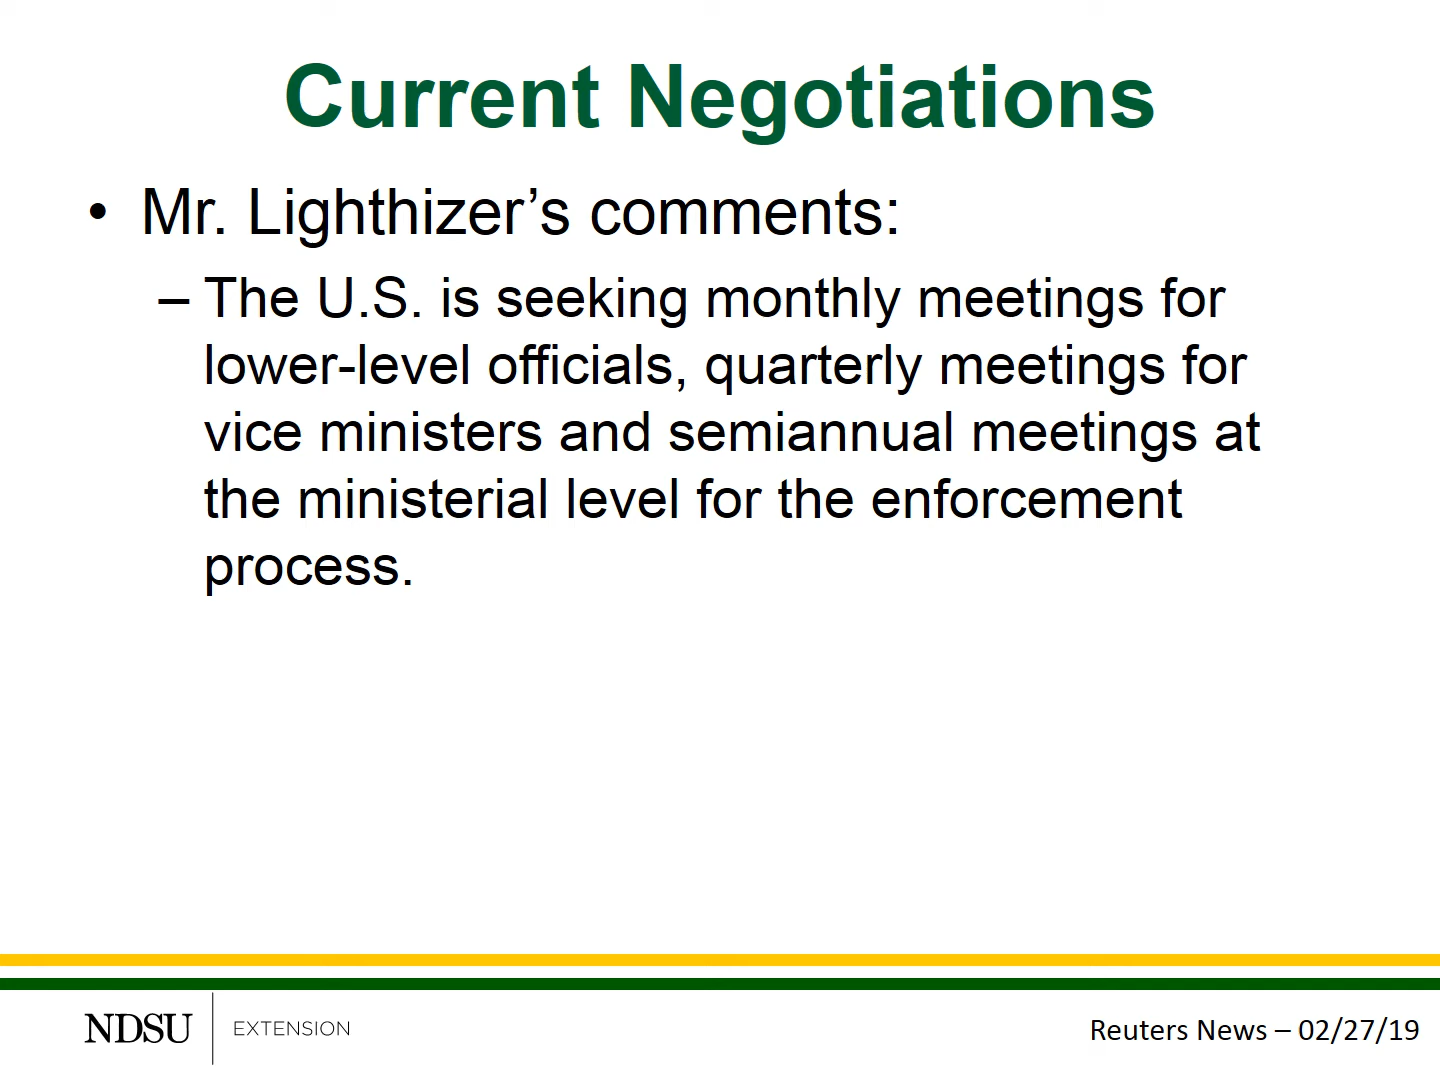 Current Negotiations
• Mr. Lighthizer’s comments:
– The U.S. is seeking monthly meetings for
lower-level officials, quarterly meetings for
vice ministers and semiannual meetings at
the ministerial level for the enforcement
process.
NDSU EXTENSION
Reuters News – 02/27/19